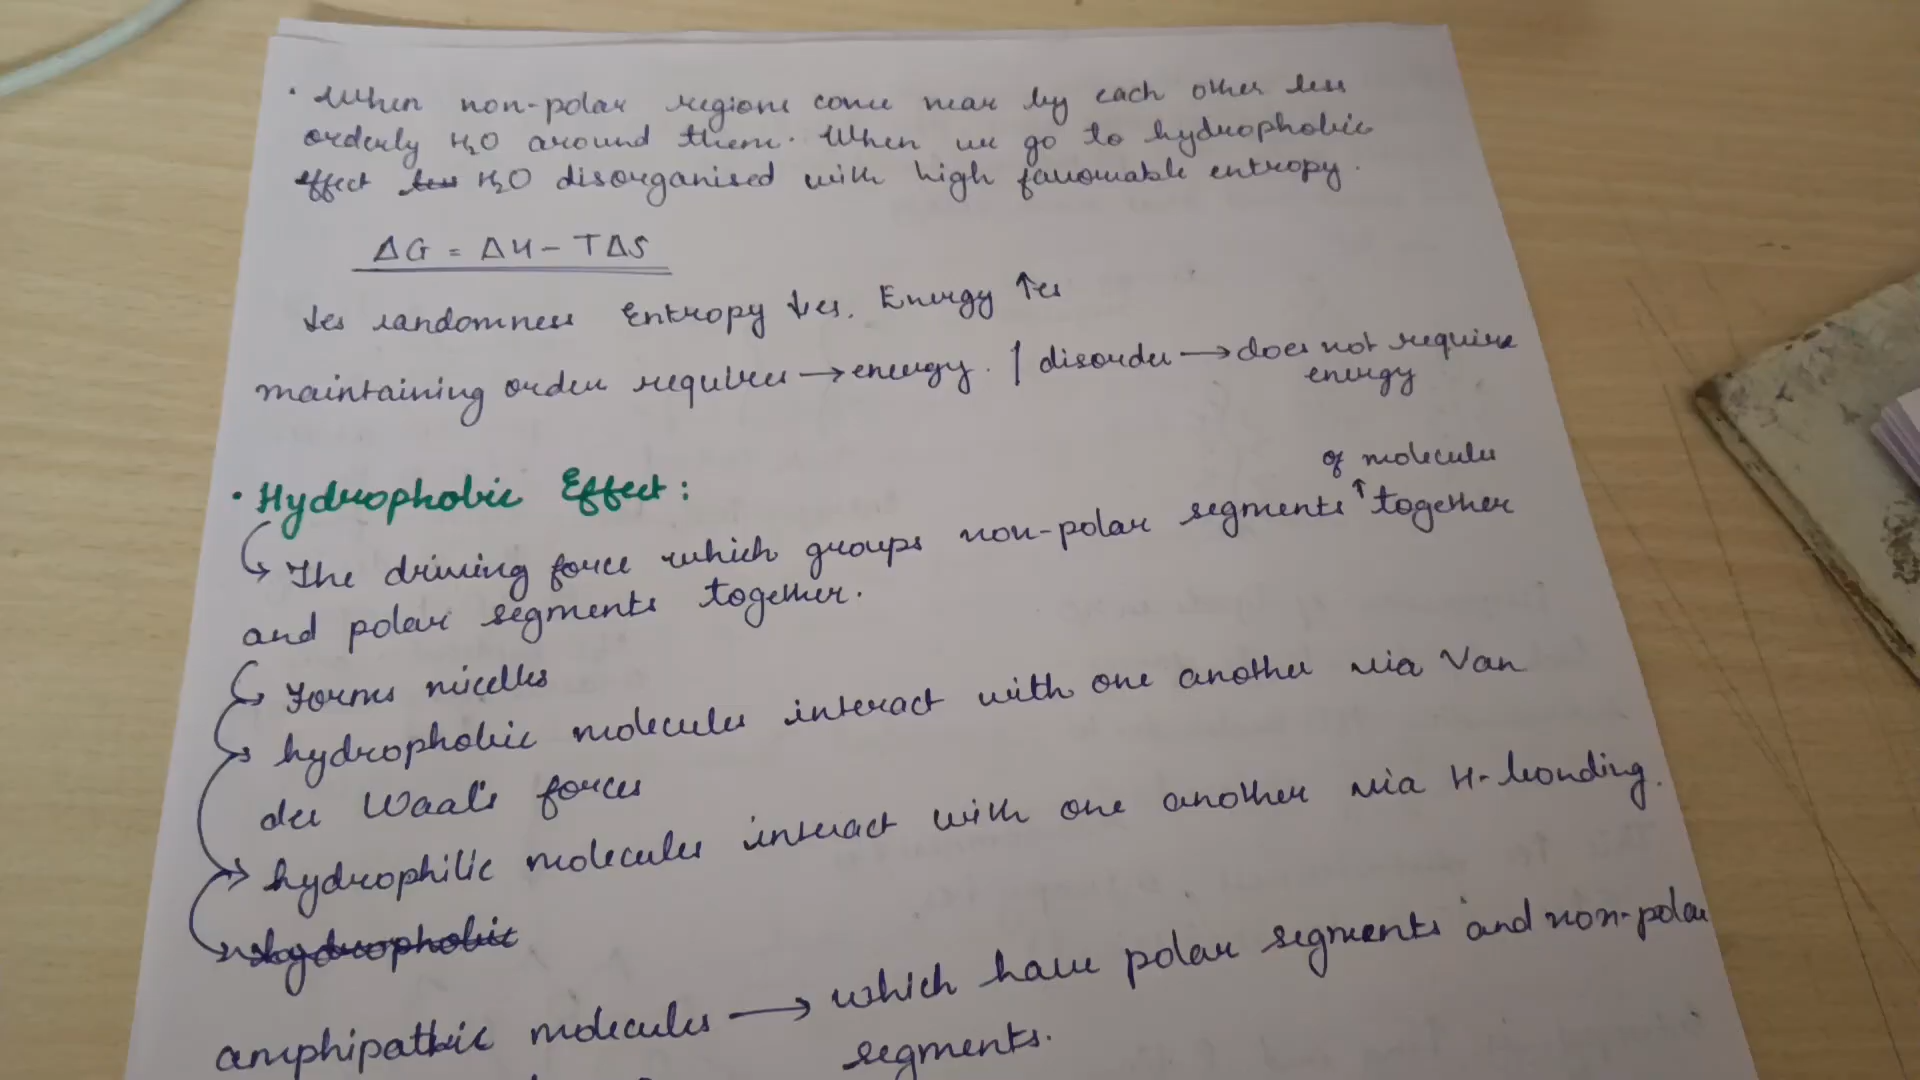 • When non-polar regions come near by each other less
orderly H₂O around them. When we go to hydrophobic
effect less H₂O disorganised with high favourable entropy.
ΔG = ΔH - TΔS
↓es randomness Entropy ↓es. Energy ↑es
maintaining order requires → energy. | disorder → does not require
energy
• Hydrophobic Effect:
of molecules
↳ The driving force which groups non-polar segments ↑ together
and polar segments together.
↳ Forms micelles
→ hydrophobic molecules interact with one another via Van
der Waal's forces
→ hydrophilic molecules interact with one another via H-bonding.
→ hydrophobic
amphipathic molecules → which have polar segments and non-polar
segments.